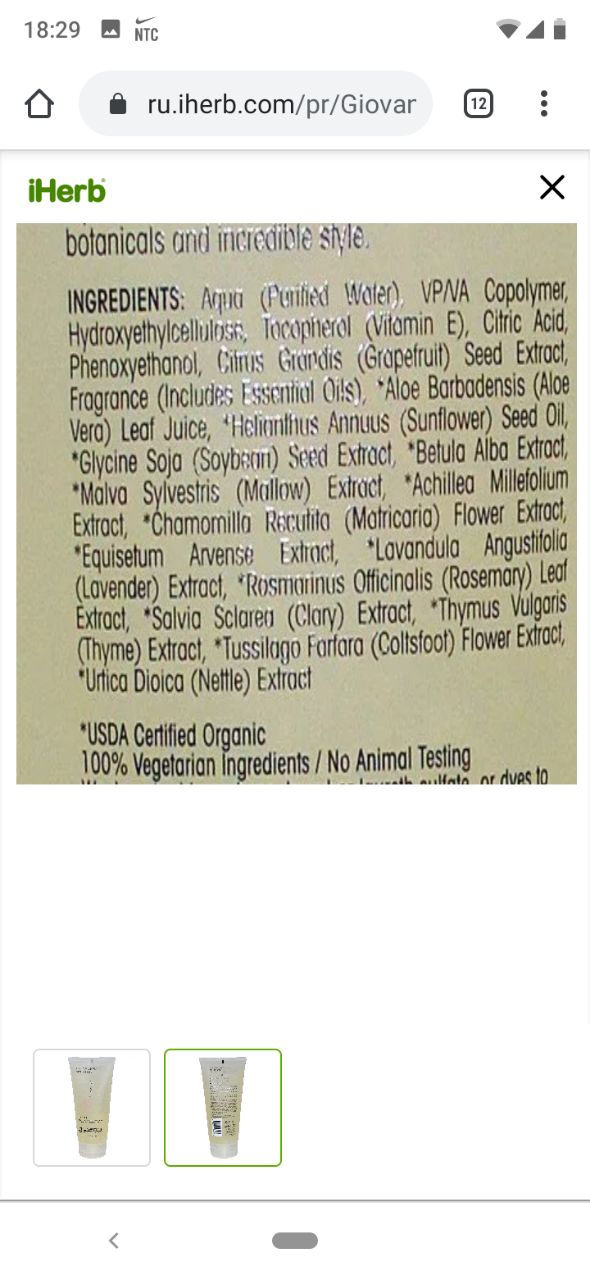 18:29 NTC
ru.iherb.com/pr/Giovar 12
iHerb
botanicals and incredible style.
INGREDIENTS: Aqua (Purified Water), VP/VA Copolymer,
Hydroxyethylcellulose, Tocopherol (Vitamin E), Citric Acid,
Phenoxyethanol, Citrus Grandis (Grapefruit) Seed Extract,
Fragrance (Includes Essential Oils), *Aloe Barbadensis (Aloe
Vera) Leaf Juice, *Helianthus Annuus (Sunflower) Seed Oil,
*Glycine Soja (Soybean) Seed Extract, *Betula Alba Extract,
*Malva Sylvestris (Mallow) Extract, *Achillea Millefolium
Extract, *Chamomilla Recutita (Matricaria) Flower Extract,
*Equisetum Arvense Extract, *Lavandula Angustifolia
(Lavender) Extract, *Rosmarinus Officinalis (Rosemary) Leaf
Extract, *Salvia Sclarea (Clary) Extract, *Thymus Vulgaris
(Thyme) Extract, *Tussilago Farfara (Coltsfoot) Flower Extract,
*Urtica Dioica (Nettle) Extract
*USDA Certified Organic
100% Vegetarian Ingredients / No Animal Testing
sulfate, or dyes to